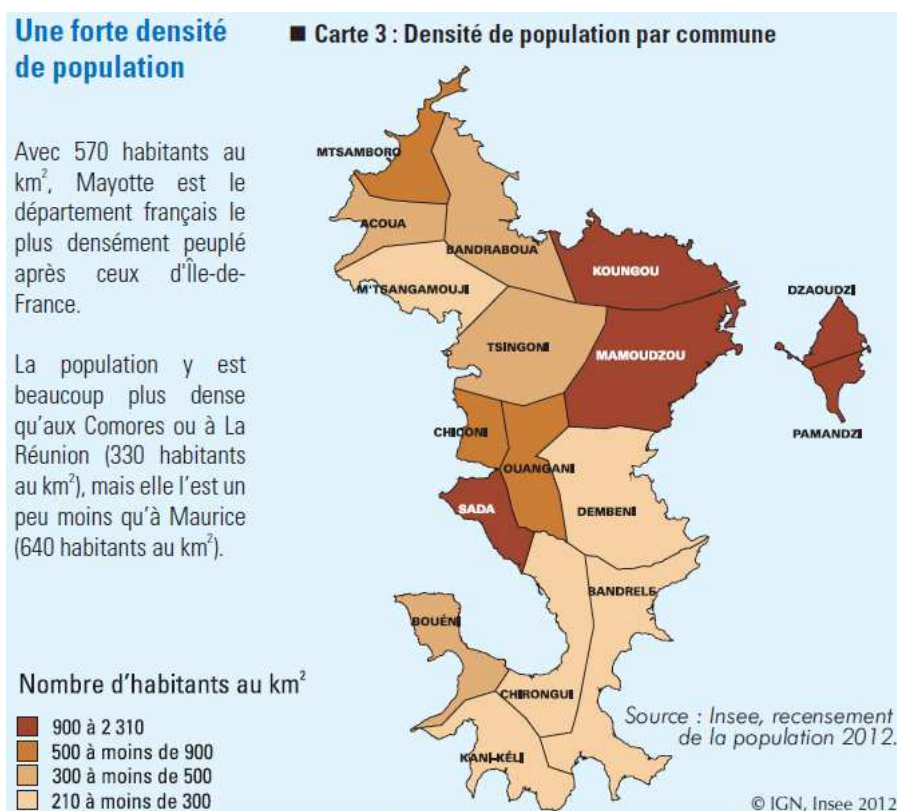 Une forte densité
de population
■ Carte 3 : Densité de population par commune
Avec 570 habitants au
km², Mayotte est le
département français le
plus densément peuplé
après ceux d'Île-de-
France.
La population y est
beaucoup plus dense
qu'aux Comores ou à La
Réunion (330 habitants
au km²), mais elle l'est un
peu moins qu'à Maurice
(640 habitants au km²).
MTSAMBORO
ACOUA
BANDRABOUA
KOUNGOU
M'TSANGAMOUJI
DZAOUDZI
TSINGONI
MAMOUDZOU
CHICONI
PAMANDZI
OUANGANI
SADA
DEMBENI
BANDRELE
BOUÉNI
CHIRONGUI
KANI-KÉLI
Nombre d'habitants au km²
900 à 2 310
500 à moins de 900
300 à moins de 500
210 à moins de 300
Source : Insee, recensement
de la population 2012.
© IGN, Insee 2012